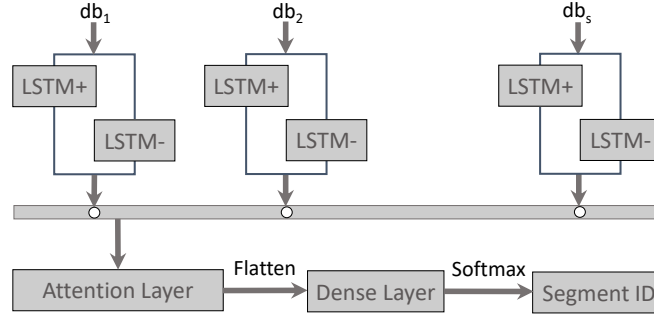 db₁ db₂ dbₛ
LSTM+ LSTM+ LSTM+
LSTM- LSTM- LSTM-
Flatten Softmax
Attention Layer Dense Layer Segment ID